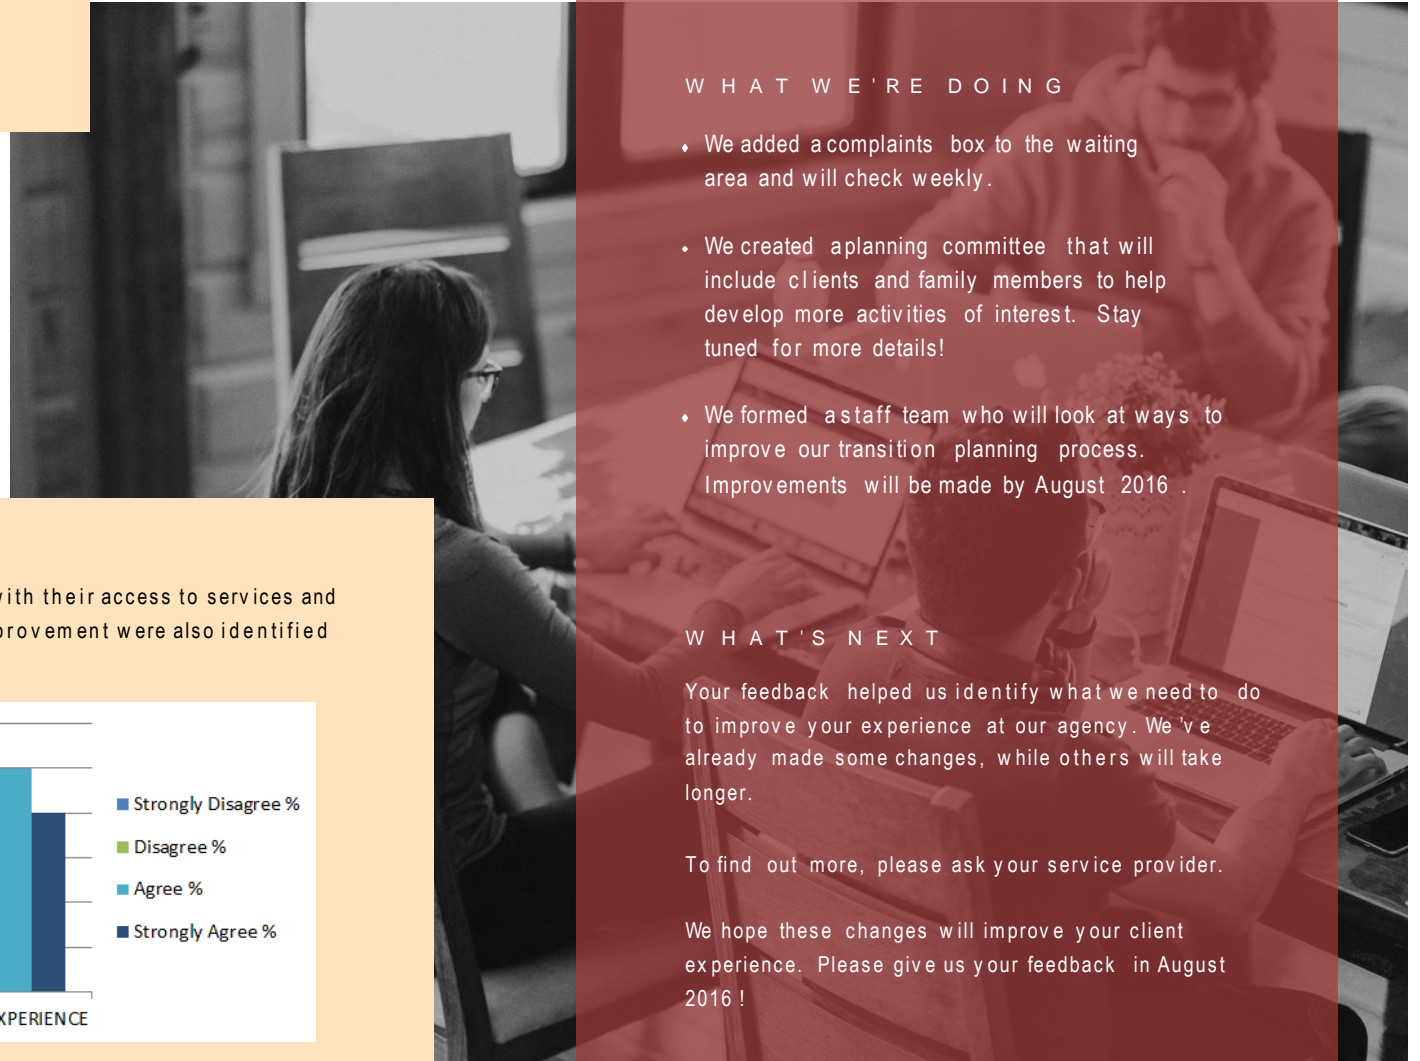 with their access to services and
provement were also identified
Strongly Disagree %
Disagree %
Agree %
Strongly Agree %
XPERIENCE
WHAT WE'RE DOING
We added a complaints box to the waiting
area and will check weekly.
We created a planning committee that will
include clients and family members to help
develop more activities of interest. Stay
tuned for more details!
We formed a staff team who will look at ways to
improve our transition planning process.
Improvements will be made by August 2016 .
WHAT'S NEXT
Your feedback helped us identify what we need to do
to improve your experience at our agency. We 've
already made some changes, while others will take
longer.
To find out more, please ask your service provider.
We hope these changes will improve your client
experience. Please give us your feedback in August
2016 !